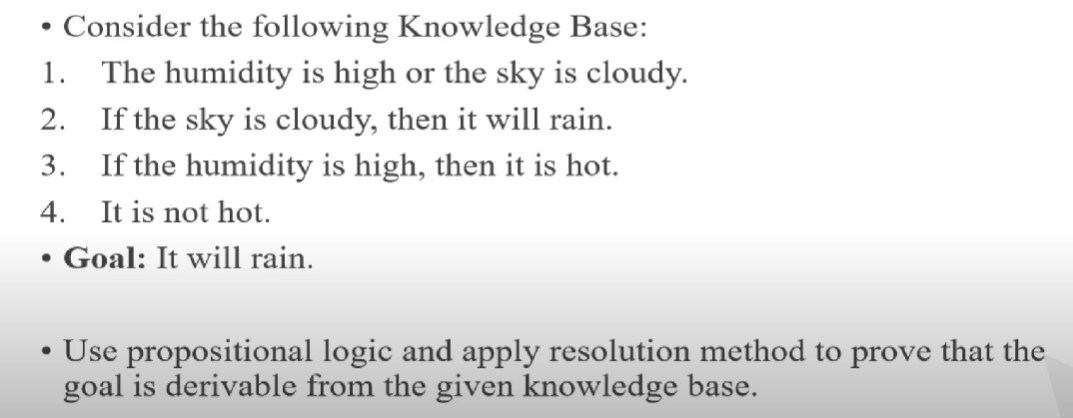 • Consider the following Knowledge Base:
1. The humidity is high or the sky is cloudy.
2. If the sky is cloudy, then it will rain.
3. If the humidity is high, then it is hot.
4. It is not hot.
• Goal: It will rain.
• Use propositional logic and apply resolution method to prove that the
goal is derivable from the given knowledge base.